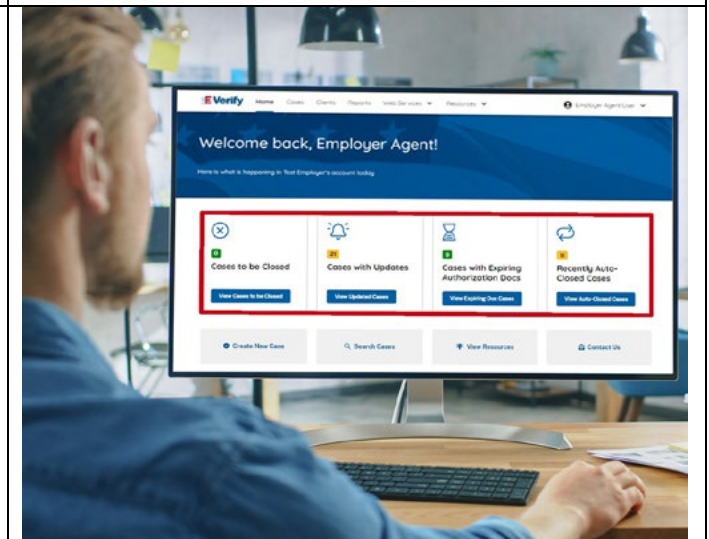 E Verify Home Cases Clients Reports Web Services Resources Employer Agent User
Welcome back, Employer Agent!
Here is what is happening in Test Employer's account today
0
Cases to be Closed
View Cases to be Closed
21
Cases with Updates
View Updated Cases
Cases with Expiring
Authorization Docs
View Expiring Doc Cases
Recently Auto-
Closed Cases
View Auto-Closed Cases
Create New Case
Search Cases
View Resources
Contact Us